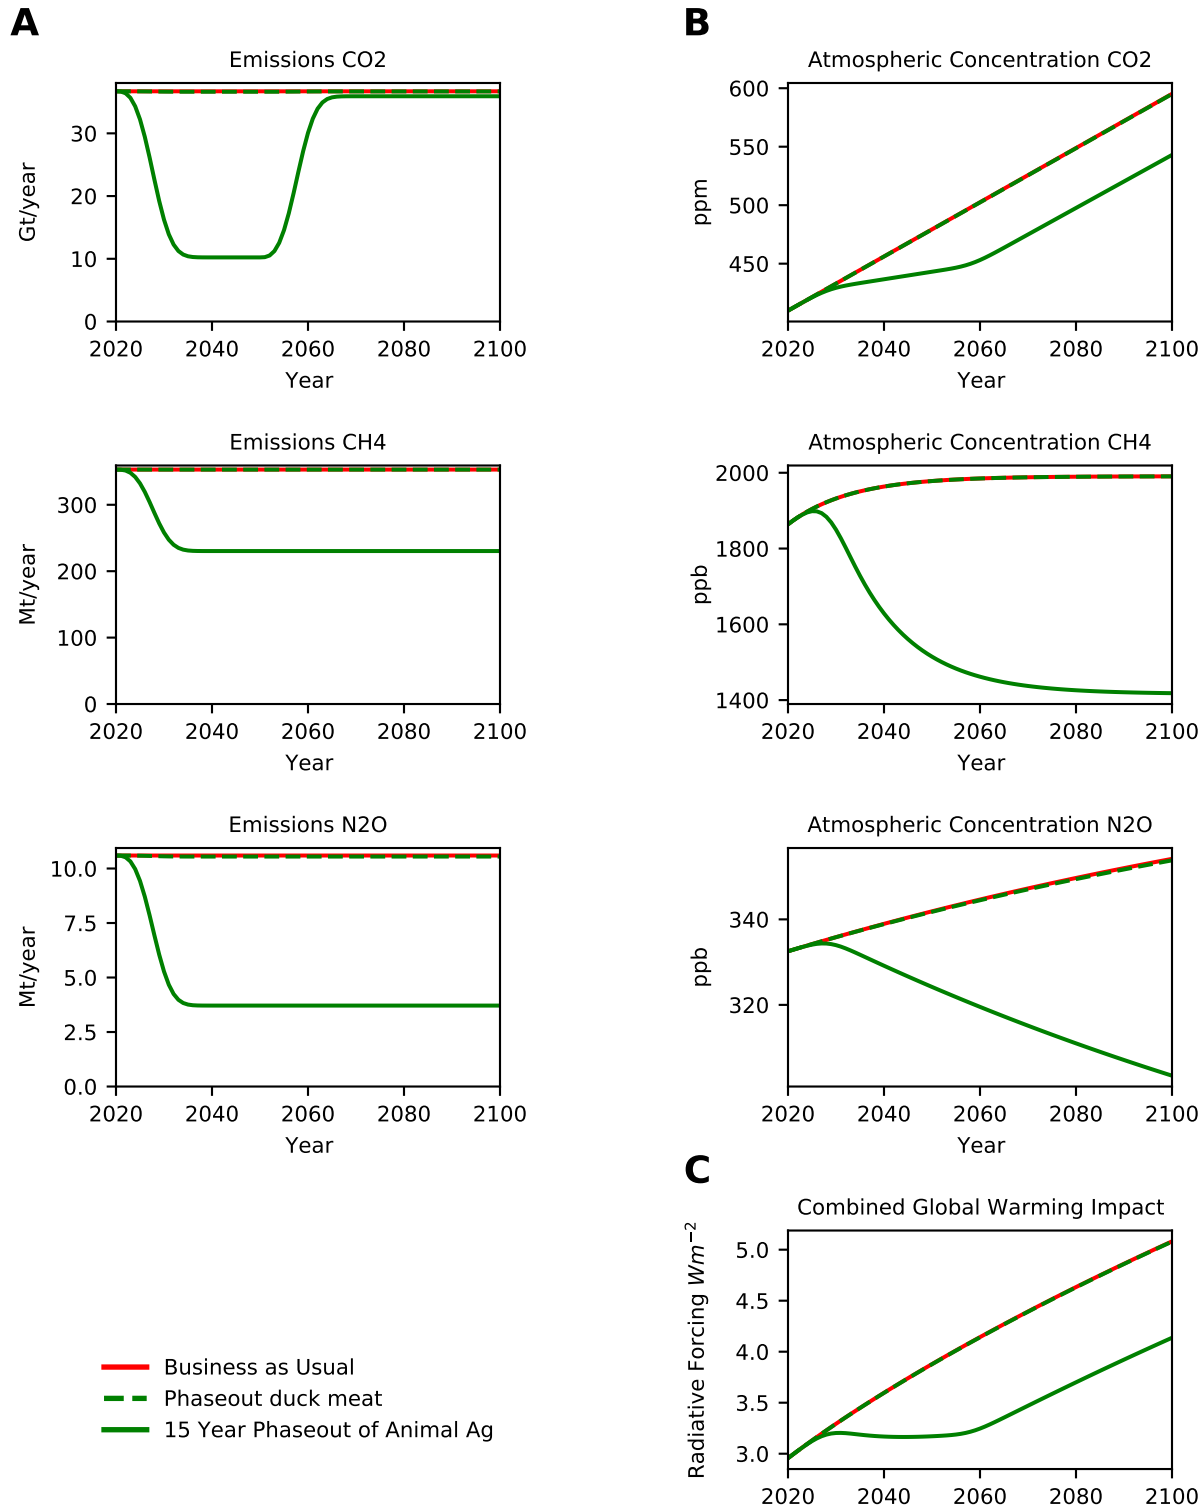 A
Emissions CO2
Gt/year
30
20
10
0
2020 2040 2060 2080 2100
Year
Emissions CH4
Mt/year
300
200
100
0
2020 2040 2060 2080 2100
Year
Emissions N2O
Mt/year
10.0
7.5
5.0
2.5
0.0
2020 2040 2060 2080 2100
Year
B
Atmospheric Concentration CO2
ppm
600
550
500
450
2020 2040 2060 2080 2100
Year
Atmospheric Concentration CH4
ppb
2000
1800
1600
1400
2020 2040 2060 2080 2100
Year
Atmospheric Concentration N2O
ppb
340
320
2020 2040 2060 2080 2100
Year
C
Combined Global Warming Impact
Radiative Forcing Wm⁻²
5.0
4.5
4.0
3.5
3.0
2020 2040 2060 2080 2100
Business as Usual
Phaseout duck meat
15 Year Phaseout of Animal Ag